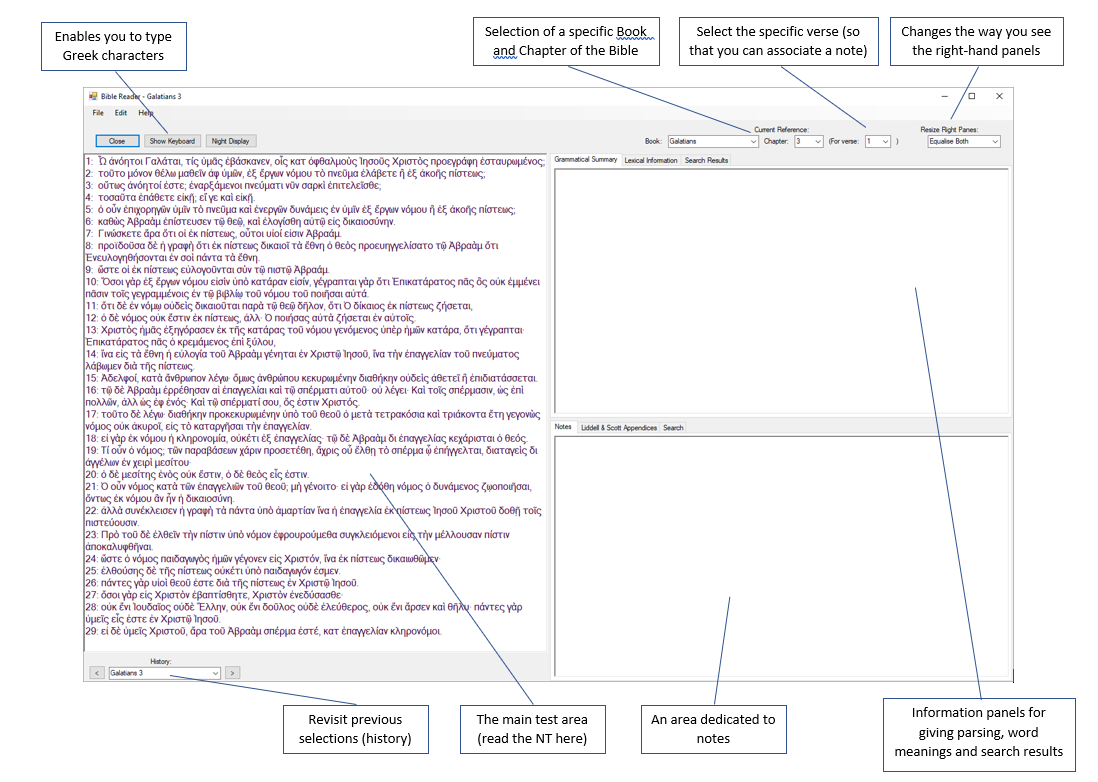 Enables you to type
Greek characters
Selection of a specific Book
and Chapter of the Bible
Select the specific verse (so
that you can associate a note)
Changes the way you see
the right-hand panels
Bible Reader - Galatians 3
File Edit Help
Close Show Keyboard Night Display
Current Reference:
Book: Galatians Chapter: 3 (For verse: 1 )
Resize Right Panes:
Equalise Both
1: Ὦ ἀνόητοι Γαλάται, τίς ὑμᾶς ἐβάσκανεν, οἷς κατ ὀφθαλμοὺς Ἰησοῦς Χριστὸς προεγράφη ἐσταυρωμένος;
2: τοῦτο μόνον θέλω μαθεῖν ἀφ ὑμῶν, ἐξ ἔργων νόμου τὸ πνεῦμα ἐλάβετε ἢ ἐξ ἀκοῆς πίστεως;
3: οὕτως ἀνόητοί ἐστε; ἐναρξάμενοι πνεύματι νῦν σαρκὶ ἐπιτελεῖσθε;
4: τοσαῦτα ἐπάθετε εἰκῇ; εἴ γε καὶ εἰκῇ.
5: ὁ οὖν ἐπιχορηγῶν ὑμῖν τὸ πνεῦμα καὶ ἐνεργῶν δυνάμεις ἐν ὑμῖν ἐξ ἔργων νόμου ἢ ἐξ ἀκοῆς πίστεως;
6: καθὼς Ἀβραὰμ ἐπίστευσεν τῷ θεῷ, καὶ ἐλογίσθη αὐτῷ εἰς δικαιοσύνην.
7: Γινώσκετε ἄρα ὅτι οἱ ἐκ πίστεως, οὗτοι υἱοί εἰσιν Ἀβραάμ.
8: προϊδοῦσα δὲ ἡ γραφὴ ὅτι ἐκ πίστεως δικαιοῖ τὰ ἔθνη ὁ θεὸς προευηγγελίσατο τῷ Ἀβραὰμ ὅτι
Ἐνευλογηθήσονται ἐν σοὶ πάντα τὰ ἔθνη.
9: ὥστε οἱ ἐκ πίστεως εὐλογοῦνται σὺν τῷ πιστῷ Ἀβραάμ.
10: Ὅσοι γὰρ ἐξ ἔργων νόμου εἰσὶν ὑπὸ κατάραν εἰσίν, γέγραπται γὰρ ὅτι Ἐπικατάρατος πᾶς ὃς οὐκ ἐμμένει
πᾶσιν τοῖς γεγραμμένοις ἐν τῷ βιβλίῳ τοῦ νόμου τοῦ ποιῆσαι αὐτά.
11: ὅτι δὲ ἐν νόμῳ οὐδεὶς δικαιοῦται παρὰ τῷ θεῷ δῆλον, ὅτι Ὁ δίκαιος ἐκ πίστεως ζήσεται,
12: ὁ δὲ νόμος οὐκ ἔστιν ἐκ πίστεως, ἀλλ· Ὁ ποιήσας αὐτὰ ζήσεται ἐν αὐτοῖς.
13: Χριστὸς ἡμᾶς ἐξηγόρασεν ἐκ τῆς κατάρας τοῦ νόμου γενόμενος ὑπὲρ ἡμῶν κατάρα, ὅτι γέγραπται·
Ἐπικατάρατος πᾶς ὁ κρεμάμενος ἐπὶ ξύλου,
14: ἵνα εἰς τὰ ἔθνη ἡ εὐλογία τοῦ Ἀβραὰμ γένηται ἐν Χριστῷ Ἰησοῦ, ἵνα τὴν ἐπαγγελίαν τοῦ πνεύματος
λάβωμεν διὰ τῆς πίστεως.
15: Ἀδελφοί, κατὰ ἄνθρωπον λέγω· ὅμως ἀνθρώπου κεκυρωμένην διαθήκην οὐδεὶς ἀθετεῖ ἢ ἐπιδιατάσσεται.
16: τῷ δὲ Ἀβραὰμ ἐρρέθησαν αἱ ἐπαγγελίαι καὶ τῷ σπέρματι αὐτοῦ· οὐ λέγει· Καὶ τοῖς σπέρμασιν, ὡς ἐπὶ
πολλῶν, ἀλλ ὡς ἐφ ἑνός· Καὶ τῷ σπέρματί σου, ὅς ἐστιν Χριστός.
17: τοῦτο δὲ λέγω· διαθήκην προκεκυρωμένην ὑπὸ τοῦ θεοῦ ὁ μετὰ τετρακόσια καὶ τριάκοντα ἔτη γεγονὼς
νόμος οὐκ ἀκυροῖ, εἰς τὸ καταργῆσαι τὴν ἐπαγγελίαν.
18: εἰ γὰρ ἐκ νόμου ἡ κληρονομία, οὐκέτι ἐξ ἐπαγγελίας· τῷ δὲ Ἀβραὰμ δι ἐπαγγελίας κεχάρισται ὁ θεός.
19: Τί οὖν ὁ νόμος; τῶν παραβάσεων χάριν προσετέθη, ἄχρις οὗ ἔλθῃ τὸ σπέρμα ᾧ ἐπήγγελται, διαταγεὶς δι
ἀγγέλων ἐν χειρὶ μεσίτου·
20: ὁ δὲ μεσίτης ἑνὸς οὐκ ἔστιν, ὁ δὲ θεὸς εἷς ἐστιν.
21: Ὁ οὖν νόμος κατὰ τῶν ἐπαγγελιῶν τοῦ θεοῦ; μὴ γένοιτο· εἰ γὰρ ἐδόθη νόμος ὁ δυνάμενος ζῳοποιῆσαι,
ὄντως ἐκ νόμου ἂν ἦν ἡ δικαιοσύνη.
22: ἀλλὰ συνέκλεισεν ἡ γραφὴ τὰ πάντα ὑπὸ ἁμαρτίαν ἵνα ἡ ἐπαγγελία ἐκ πίστεως Ἰησοῦ Χριστοῦ δοθῇ τοῖς
πιστεύουσιν.
23: Πρὸ τοῦ δὲ ἐλθεῖν τὴν πίστιν ὑπὸ νόμον ἐφρουρούμεθα συγκλειόμενοι εἰς τὴν μέλλουσαν πίστιν
ἀποκαλυφθῆναι.
24: ὥστε ὁ νόμος παιδαγωγὸς ἡμῶν γέγονεν εἰς Χριστόν, ἵνα ἐκ πίστεως δικαιωθῶμεν·
25: ἐλθούσης δὲ τῆς πίστεως οὐκέτι ὑπὸ παιδαγωγόν ἐσμεν.
26: πάντες γὰρ υἱοὶ θεοῦ ἐστε διὰ τῆς πίστεως ἐν Χριστῷ Ἰησοῦ.
27: ὅσοι γὰρ εἰς Χριστὸν ἐβαπτίσθητε, Χριστὸν ἐνεδύσασθε·
28: οὐκ ἔνι Ἰουδαῖος οὐδὲ Ἕλλην, οὐκ ἔνι δοῦλος οὐδὲ ἐλεύθερος, οὐκ ἔνι ἄρσεν καὶ θῆλυ· πάντες γὰρ
ὑμεῖς εἷς ἐστε ἐν Χριστῷ Ἰησοῦ.
29: εἰ δὲ ὑμεῖς Χριστοῦ, ἄρα τοῦ Ἀβραὰμ σπέρμα ἐστέ, κατ ἐπαγγελίαν κληρονόμοι.
Grammatical Summary Lexical Information Search Results
Notes Liddell & Scott Appendices Search
History:
< Galatians 3 >
Revisit previous
selections (history)
The main test area
(read the NT here)
An area dedicated to
notes
Information panels for
giving parsing, word
meanings and search results